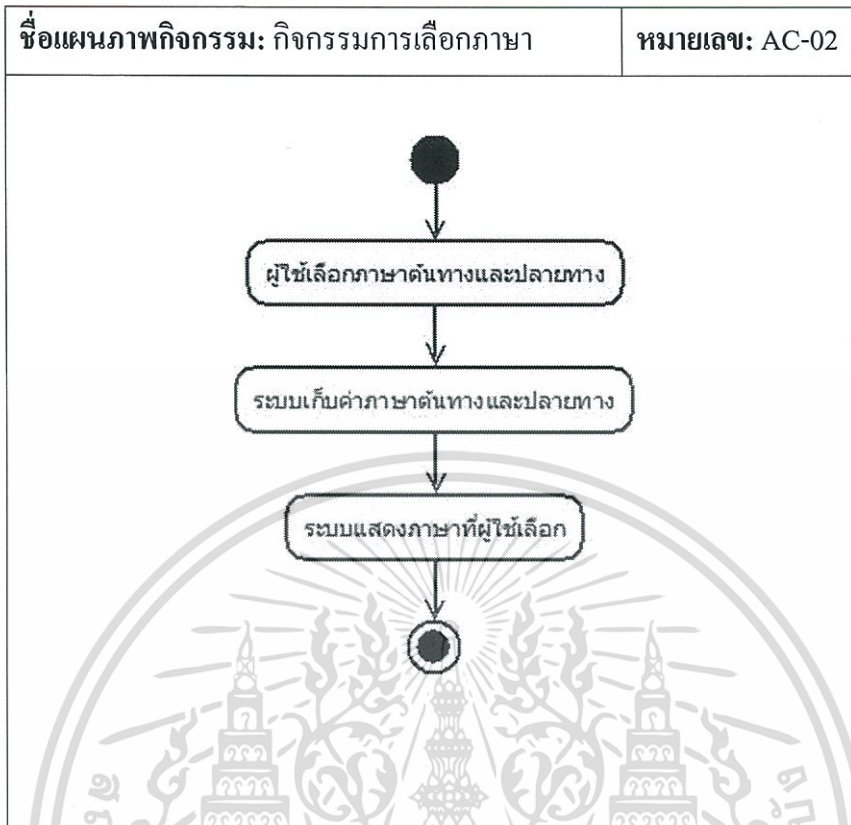 ชื่อแผนภาพกิจกรรม: กิจกรรมการเลือกภาษา
หมายเลข: AC-02
ผู้ใช้เลือกภาษาต้นทางและปลายทาง
ระบบเก็บค่าภาษาต้นทางและปลายทาง
ระบบแสดงภาษาที่ผู้ใช้เลือก